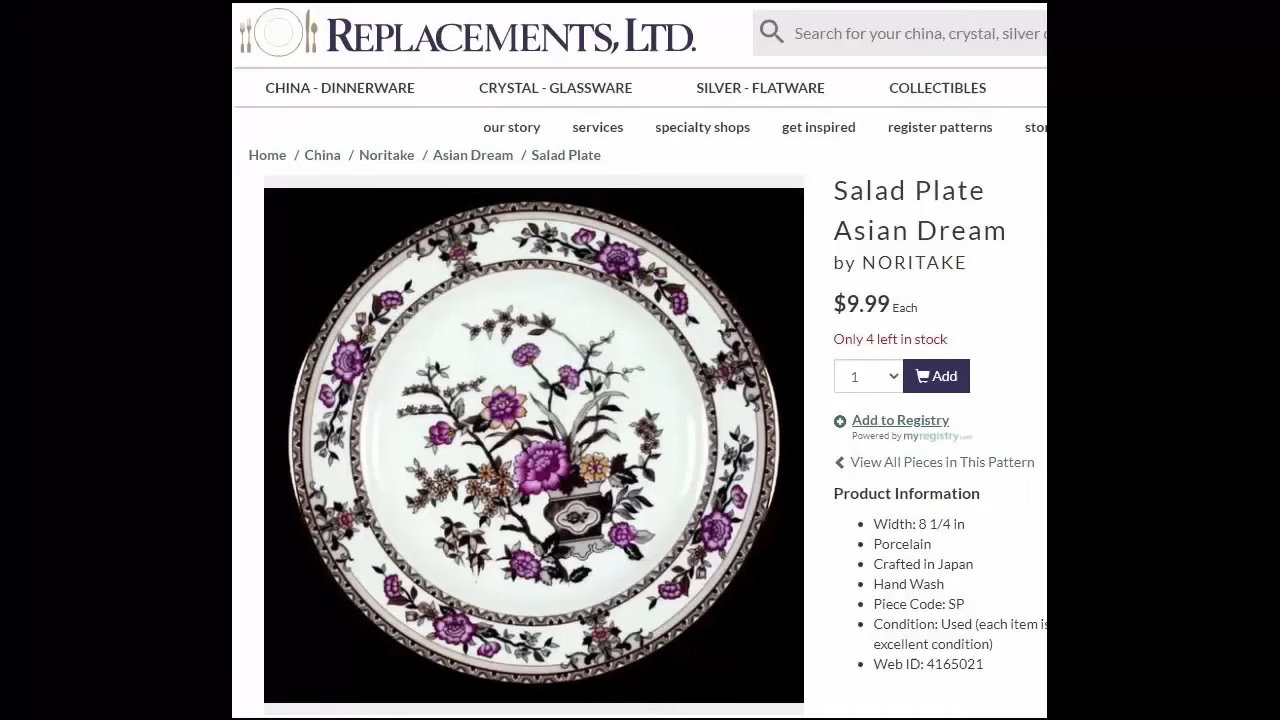 REPLACEMENTS, LTD.
Search for your china, crystal, silver
CHINA - DINNERWARE CRYSTAL - GLASSWARE SILVER - FLATWARE COLLECTIBLES
our story services specialty shops get inspired register patterns
Home / China / Noritake / Asian Dream / Salad Plate
Salad Plate
Asian Dream
by NORITAKE
$9.99 Each
Only 4 left in stock
1 Add
Add to Registry
Powered by myregistry.com
View All Pieces in This Pattern
Product Information
• Width: 8 1/4 in
• Porcelain
• Crafted in Japan
• Hand Wash
• Piece Code: SP
• Condition: Used (each item is
excellent condition)
• Web ID: 4165021